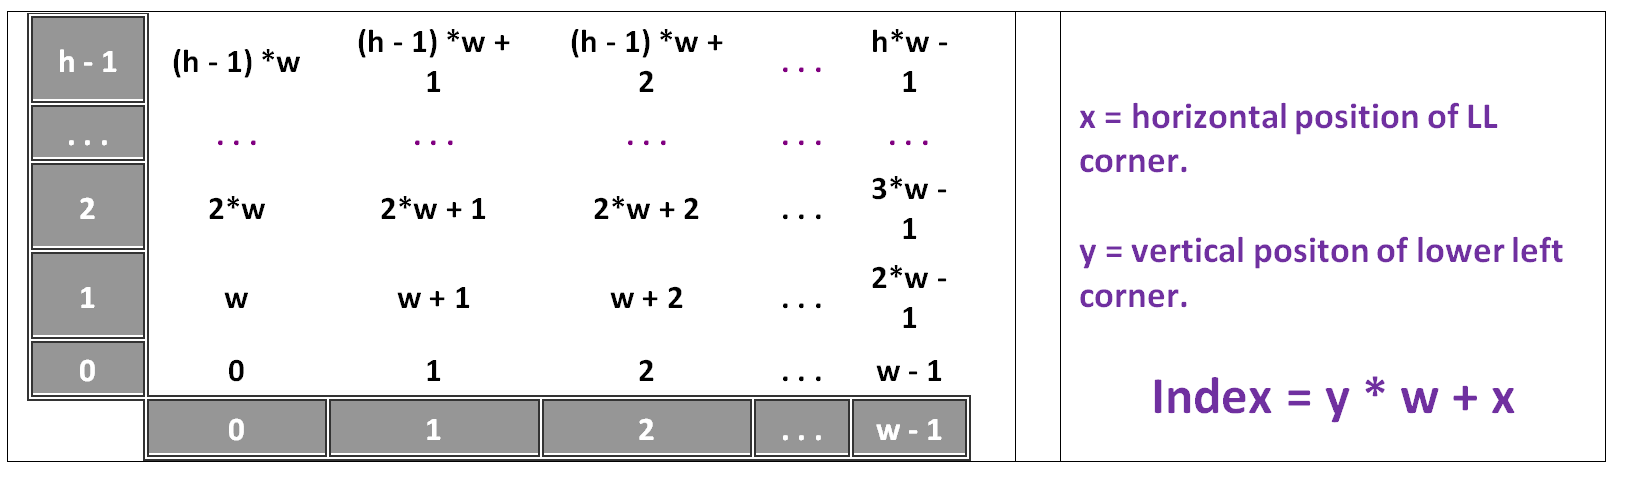 h - 1 (h - 1) *w (h - 1) *w + 1 (h - 1) *w + 2 . . . h*w - 1
. . . . . . . . . . . . . . . . . .
2 2*w 2*w + 1 2*w + 2 . . . 3*w - 1
1 w w + 1 w + 2 . . . 2*w - 1
0 0 1 2 . . . w - 1
0 1 2 . . . w - 1
x = horizontal position of LL
corner.
y = vertical positon of lower left
corner.
Index = y * w + x